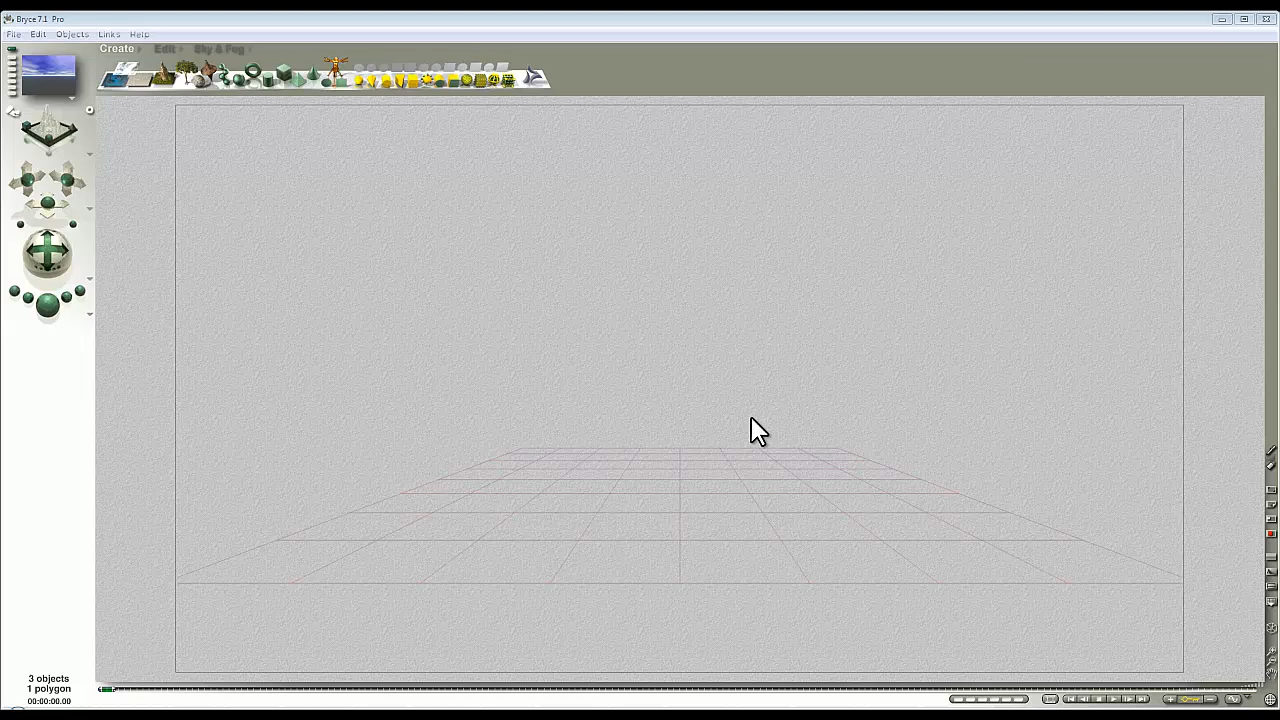 Bryce 7.1 Pro
File Edit Objects Links Help
Create Edit Sky & Fog
3 objects
1 polygon
00:00:00.00